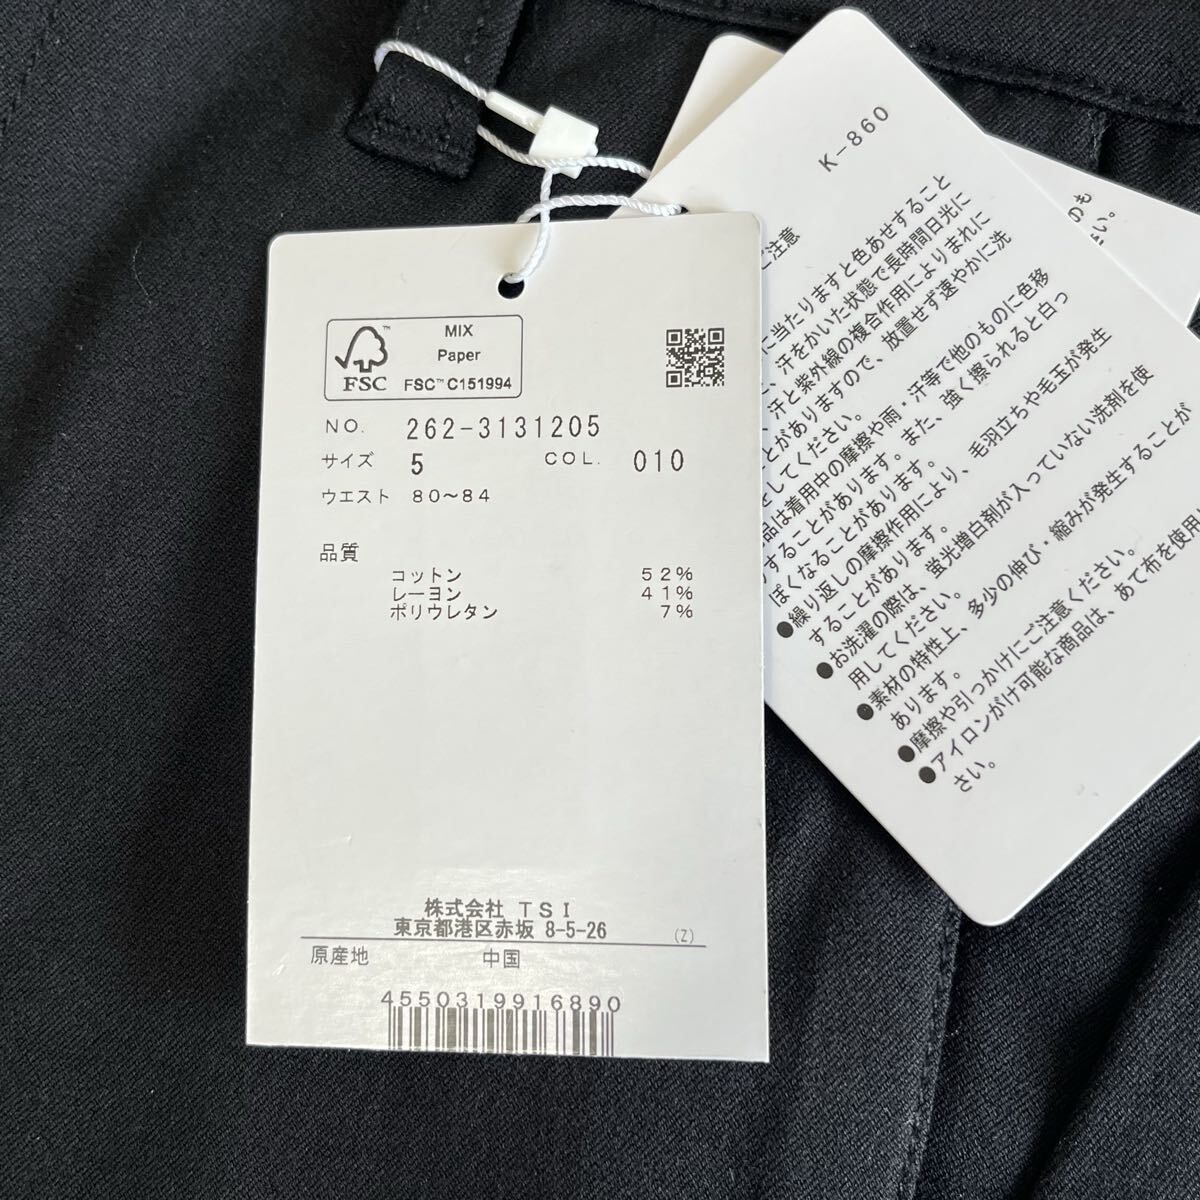 MIX
Paper
FSC™ C151994
FSC
NO. 262-3131205
サイズ 5 COL. 010
ウエスト 80～84
品質
コットン 52%
レーヨン 41%
ポリウレタン 7%
株式会社 TSI
東京都港区赤坂 8-5-26 (Z)
原産地 中国
4550319916890
K-860
ご注意
に当たりますと色あせすること
、汗をかいた状態で長時間日光に
、汗と紫外線の複合作用によりまれに
とがありますので、放置せず速やかに洗
をしてください。
品は着用中の摩擦や雨・汗等で他のものに色移
することがあります。また、強く擦られると白っ
ぽくなることがあります。
●繰り返しの摩擦作用により、毛羽立ちや毛玉が発生
することがあります。
●お洗濯の際は、蛍光増白剤が入っていない洗剤を使
用してください。
●素材の特性上、多少の伸び・縮みが発生することが
あります。
●摩擦や引っかけにご注意ください。
●アイロンがけ可能な商品は、あて布を使用
さい。
のも
い。